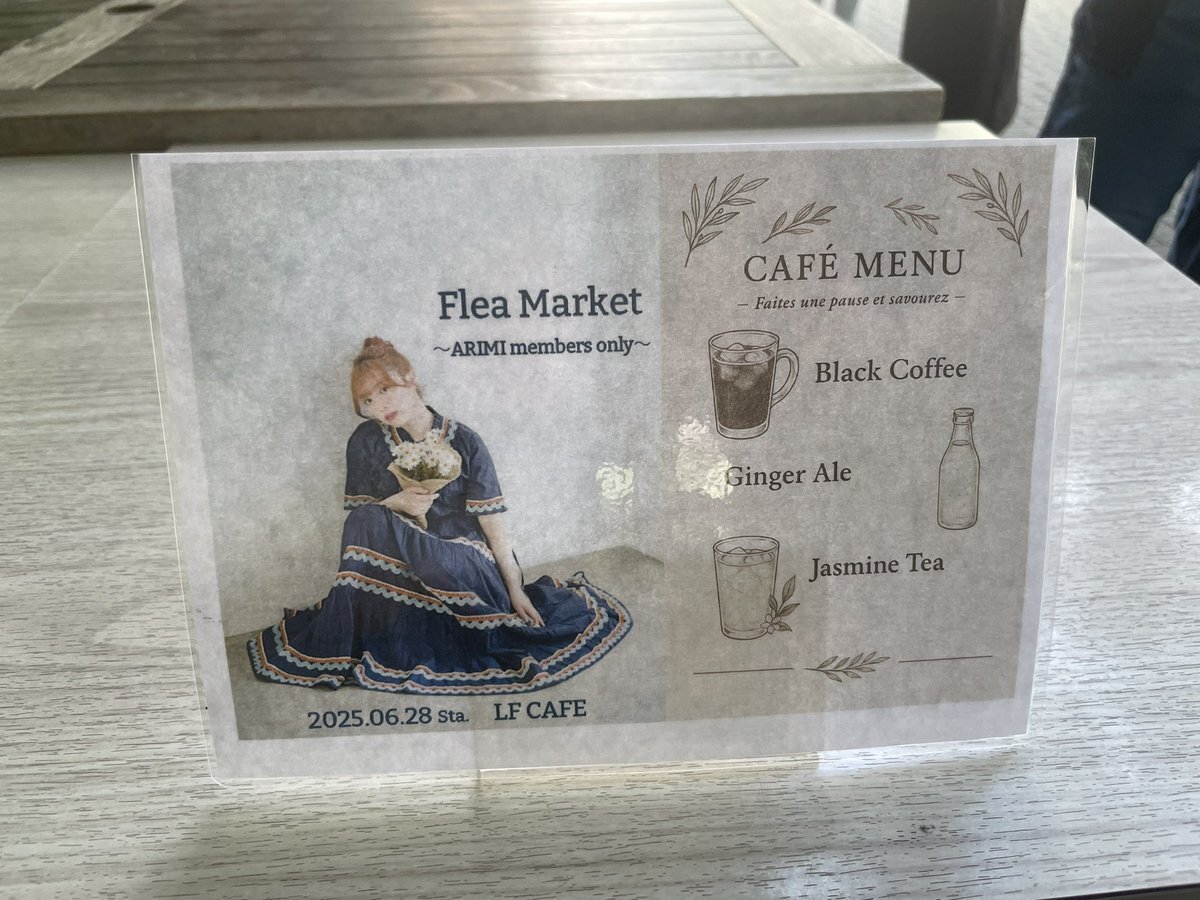 Flea Market
～ARIMI members only～
2025.06.28 Sta. LF CAFE
CAFÉ MENU
– Faites une pause et savourez –
Black Coffee
Ginger Ale
Jasmine Tea